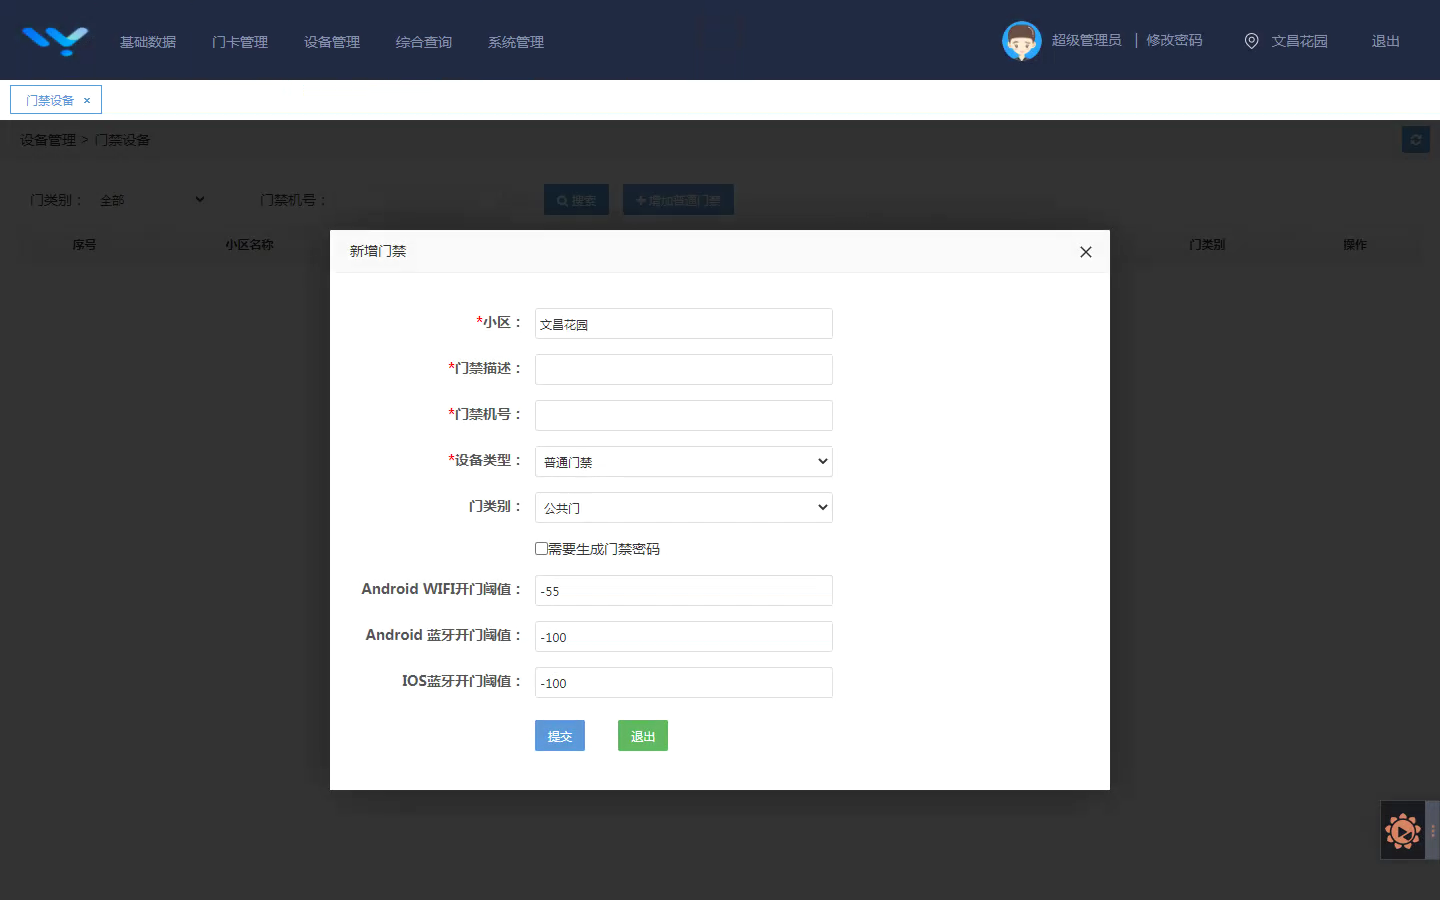 基础数据 门卡管理 设备管理 综合查询 系统管理 超级管理员 | 修改密码 文昌花园 退出
门禁设备 ×
设备管理 > 门禁设备
门类别： 全部 门禁机号： 搜索 增加普通门禁
序号 小区名称 门类别 操作
新增门禁
*小区： 文昌花园
*门禁描述：
*门禁机号：
*设备类型： 普通门禁
门类别： 公共门
需要生成门禁密码
Android WIFI开门阈值： -55
Android 蓝牙开门阈值： -100
IOS蓝牙开门阈值： -100
提交 退出